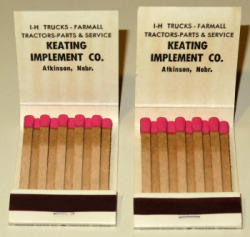 I-H TRUCKS - FARMALL
TRACTORS-PARTS & SERVICE
KEATING
IMPLEMENT CO.
Atkinson, Nebr.
I-H TRUCKS - FARMALL
TRACTORS-PARTS & SERVICE
KEATING
IMPLEMENT CO.
Atkinson, Nebr.